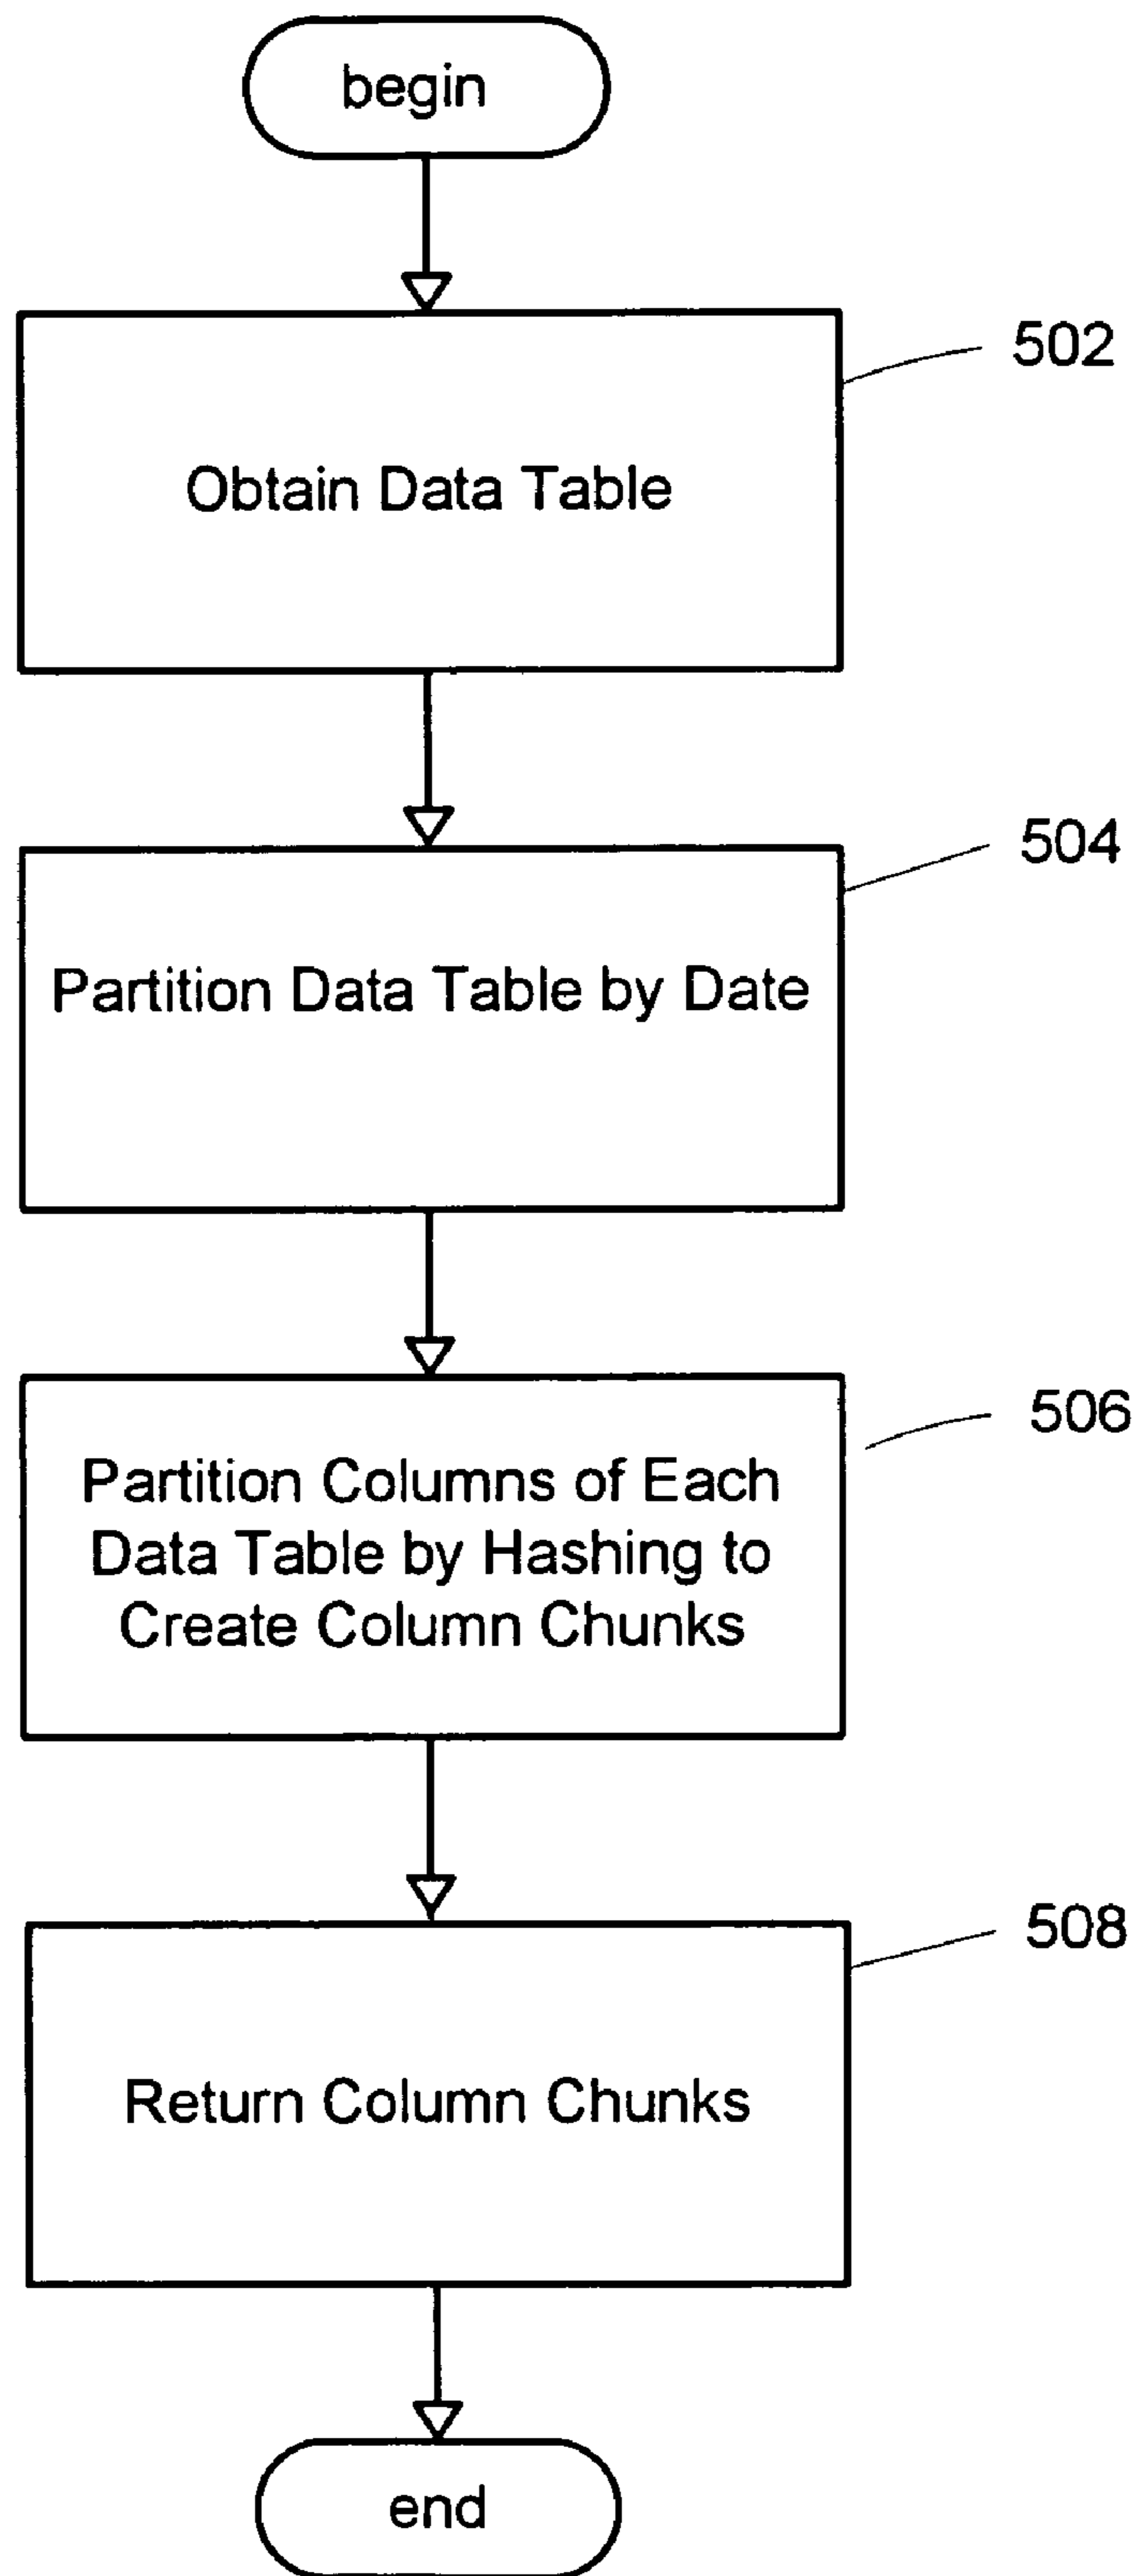 begin
502
Obtain Data Table
504
Partition Data Table by Date
506
Partition Columns of Each
Data Table by Hashing to
Create Column Chunks
508
Return Column Chunks
end